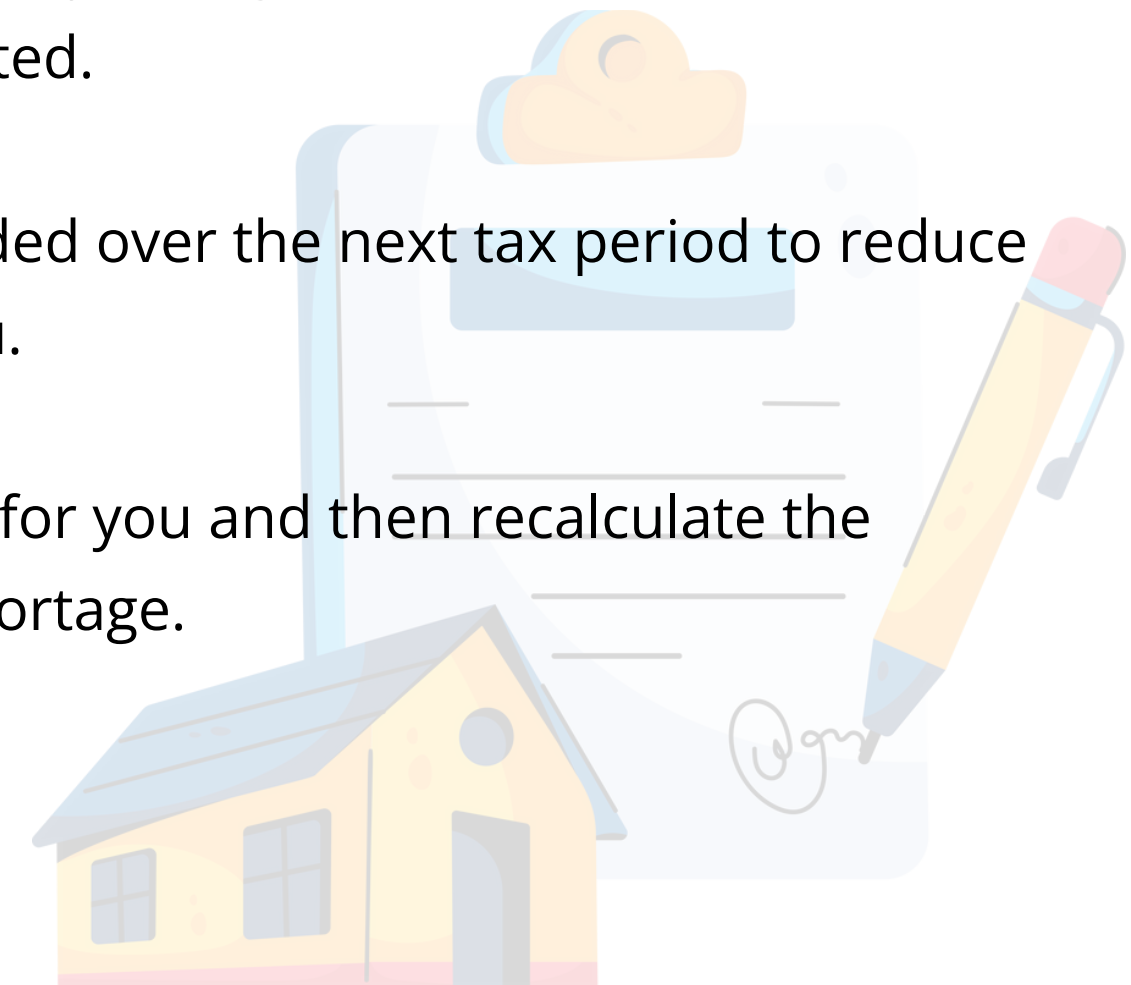 ted.
ded over the next tax period to reduce
u.
for you and then recalculate the
ortage.